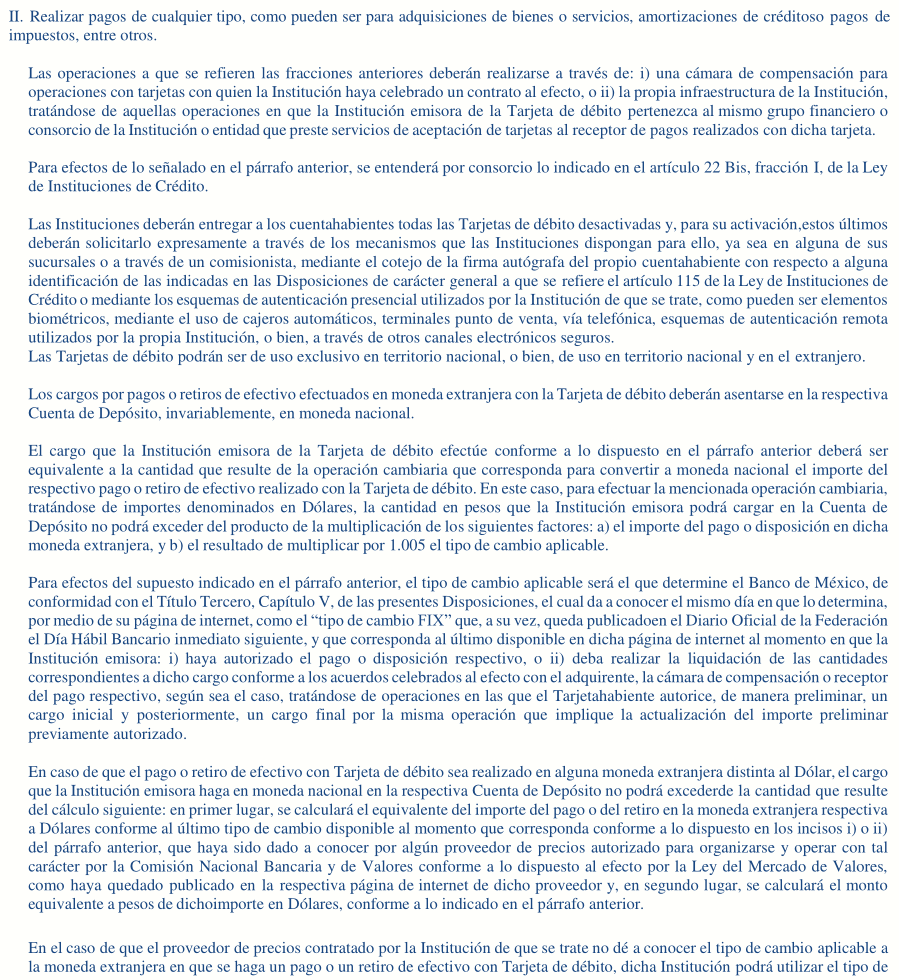 II. Realizar pagos de cualquier tipo, como pueden ser para adquisiciones de bienes o servicios, amortizaciones de créditoso pagos de
impuestos, entre otros.
Las operaciones a que se refieren las fracciones anteriores deberán realizarse a través de: i) una cámara de compensación para
operaciones con tarjetas con quien la Institución haya celebrado un contrato al efecto, o ii) la propia infraestructura de la Institución,
tratándose de aquellas operaciones en que la Institución emisora de la Tarjeta de débito pertenezca al mismo grupo financiero o
consorcio de la Institución o entidad que preste servicios de aceptación de tarjetas al receptor de pagos realizados con dicha tarjeta.
Para efectos de lo señalado en el párrafo anterior, se entenderá por consorcio lo indicado en el artículo 22 Bis, fracción I, de la Ley
de Instituciones de Crédito.
Las Instituciones deberán entregar a los cuentahabientes todas las Tarjetas de débito desactivadas y, para su activación,estos últimos
deberán solicitarlo expresamente a través de los mecanismos que las Instituciones dispongan para ello, ya sea en alguna de sus
sucursales o a través de un comisionista, mediante el cotejo de la firma autógrafa del propio cuentahabiente con respecto a alguna
identificación de las indicadas en las Disposiciones de carácter general a que se refiere el artículo 115 de la Ley de Instituciones de
Crédito o mediante los esquemas de autenticación presencial utilizados por la Institución de que se trate, como pueden ser elementos
biométricos, mediante el uso de cajeros automáticos, terminales punto de venta, vía telefónica, esquemas de autenticación remota
utilizados por la propia Institución, o bien, a través de otros canales electrónicos seguros.
Las Tarjetas de débito podrán ser de uso exclusivo en territorio nacional, o bien, de uso en territorio nacional y en el extranjero.
Los cargos por pagos o retiros de efectivo efectuados en moneda extranjera con la Tarjeta de débito deberán asentarse en la respectiva
Cuenta de Depósito, invariablemente, en moneda nacional.
El cargo que la Institución emisora de la Tarjeta de débito efectúe conforme a lo dispuesto en el párrafo anterior deberá ser
equivalente a la cantidad que resulte de la operación cambiaria que corresponda para convertir a moneda nacional el importe del
respectivo pago o retiro de efectivo realizado con la Tarjeta de débito. En este caso, para efectuar la mencionada operación cambiaria,
tratándose de importes denominados en Dólares, la cantidad en pesos que la Institución emisora podrá cargar en la Cuenta de
Depósito no podrá exceder del producto de la multiplicación de los siguientes factores: a) el importe del pago o disposición en dicha
moneda extranjera, y b) el resultado de multiplicar por 1.005 el tipo de cambio aplicable.
Para efectos del supuesto indicado en el párrafo anterior, el tipo de cambio aplicable será el que determine el Banco de México, de
conformidad con el Título Tercero, Capítulo V, de las presentes Disposiciones, el cual da a conocer el mismo día en que lo determina,
por medio de su página de internet, como el “tipo de cambio FIX” que, a su vez, queda publicadoen el Diario Oficial de la Federación
el Día Hábil Bancario inmediato siguiente, y que corresponda al último disponible en dicha página de internet al momento en que la
Institución emisora: i) haya autorizado el pago o disposición respectivo, o ii) deba realizar la liquidación de las cantidades
correspondientes a dicho cargo conforme a los acuerdos celebrados al efecto con el adquirente, la cámara de compensación o receptor
del pago respectivo, según sea el caso, tratándose de operaciones en las que el Tarjetahabiente autorice, de manera preliminar, un
cargo inicial y posteriormente, un cargo final por la misma operación que implique la actualización del importe preliminar
previamente autorizado.
En caso de que el pago o retiro de efectivo con Tarjeta de débito sea realizado en alguna moneda extranjera distinta al Dólar, el cargo
que la Institución emisora haga en moneda nacional en la respectiva Cuenta de Depósito no podrá excederde la cantidad que resulte
del cálculo siguiente: en primer lugar, se calculará el equivalente del importe del pago o del retiro en la moneda extranjera respectiva
a Dólares conforme al último tipo de cambio disponible al momento que corresponda conforme a lo dispuesto en los incisos i) o ii)
del párrafo anterior, que haya sido dado a conocer por algún proveedor de precios autorizado para organizarse y operar con tal
carácter por la Comisión Nacional Bancaria y de Valores conforme a lo dispuesto al efecto por la Ley del Mercado de Valores,
como haya quedado publicado en la respectiva página de internet de dicho proveedor y, en segundo lugar, se calculará el monto
equivalente a pesos de dichoimporte en Dólares, conforme a lo indicado en el párrafo anterior.
En el caso de que el proveedor de precios contratado por la Institución de que se trate no dé a conocer el tipo de cambio aplicable a
la moneda extranjera en que se haga un pago o un retiro de efectivo con Tarjeta de débito, dicha Institución podrá utilizar el tipo de